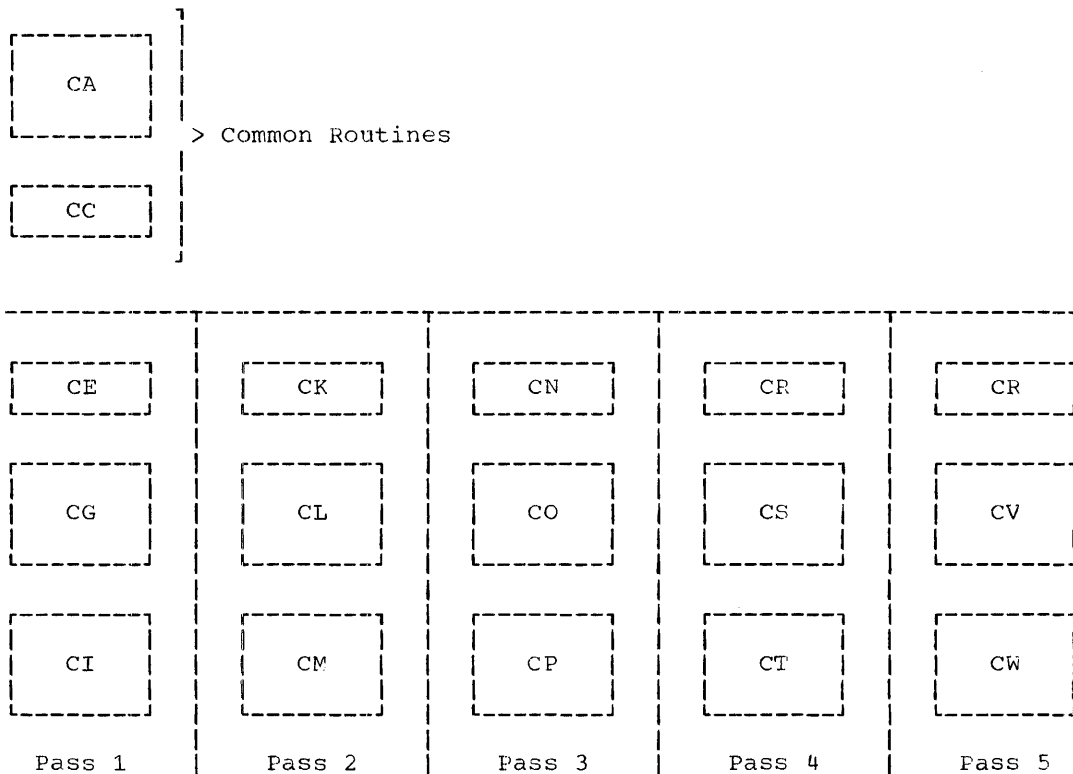 CA
> Common Routines
CC
CE CK CN CR CR
CG CL CO CS CV
CI CM CP CT CW
Pass 1 Pass 2 Pass 3 Pass 4 Pass 5